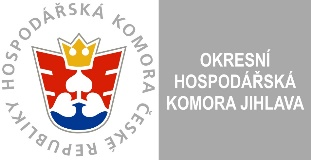 HOSPODÁŘSKÁ KOMORA ČESKÉ REPUBLIKY
OKRESNÍ
HOSPODÁŘSKÁ
KOMORA JIHLAVA